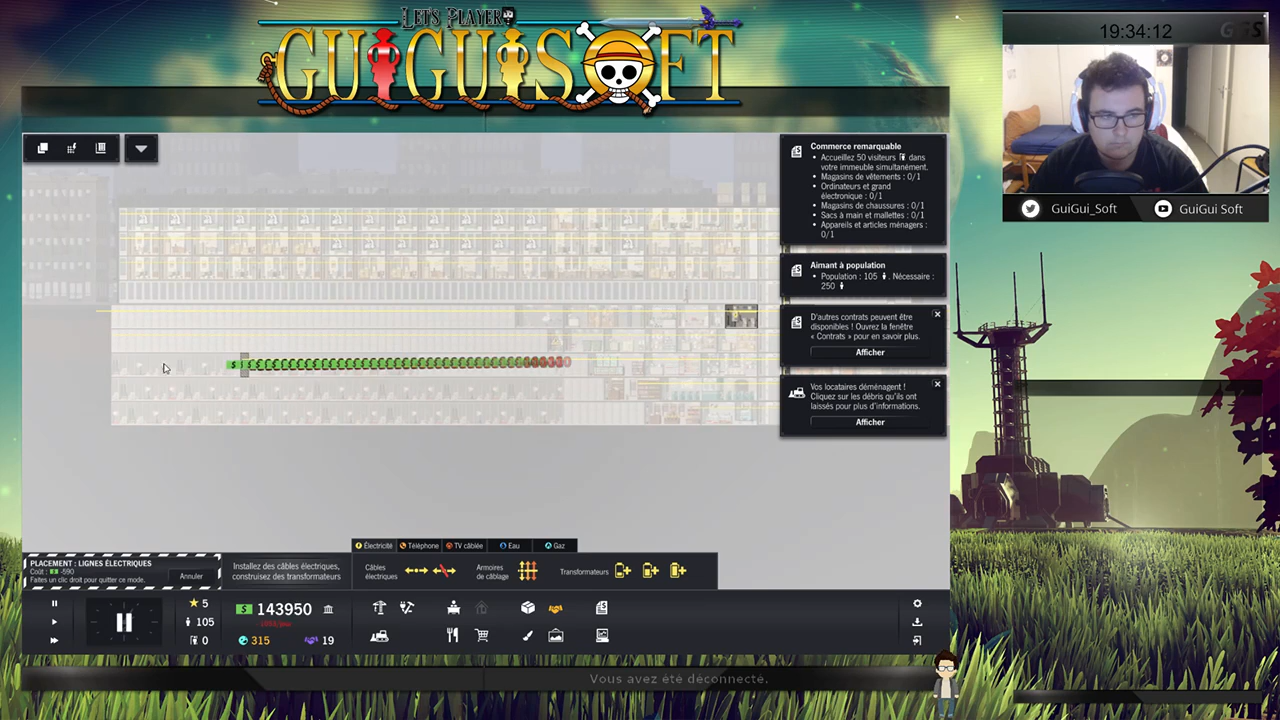 LET'S PLAYER
GUIGUISOFT
19:34:12
GGS
GuiGui_Soft
GuiGui Soft
Commerce remarquable
• Accueillez 50 visiteurs dans
votre immeuble simultanément.
• Magasins de vêtements : 0/1
• Ordinateurs et grand
électronique : 0/1
• Magasins de chaussures : 0/1
• Sacs à main et mallettes : 0/1
• Appareils et articles ménagers :
0/1
Aimant à population
• Population : 105 . Nécessaire :
250
D'autres contrats peuvent être
disponibles ! Ouvrez la fenêtre
« Contrats » pour en savoir plus.
Afficher
Vos locataires déménagent !
Cliquez sur les débris qu'ils ont
laissés pour plus d'informations.
Afficher
Électricité Téléphone TV câblée Eau Gaz
PLACEMENT : LIGNES ÉLECTRIQUES
Coût : -590
Faites un clic droit pour quitter ce mode.
Annuler
Installez des câbles électriques,
construisez des transformateurs
Câbles
électriques
Armoires
de câblage
Transformateurs
5
105
0
143950
315
19
Vous avez été déconnecté.